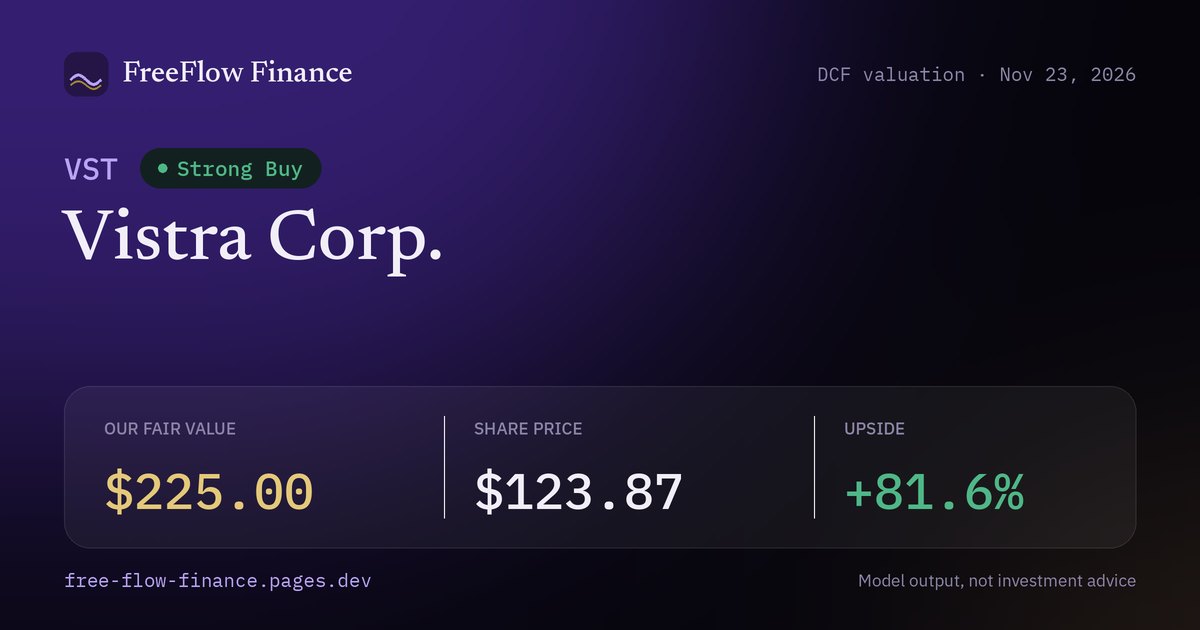 FreeFlow Finance
DCF valuation · Nov 23, 2026
VST
Strong Buy
Vistra Corp.
OUR FAIR VALUE
$225.00
SHARE PRICE
$123.87
UPSIDE
+81.6%
free-flow-finance.pages.dev
Model output, not investment advice